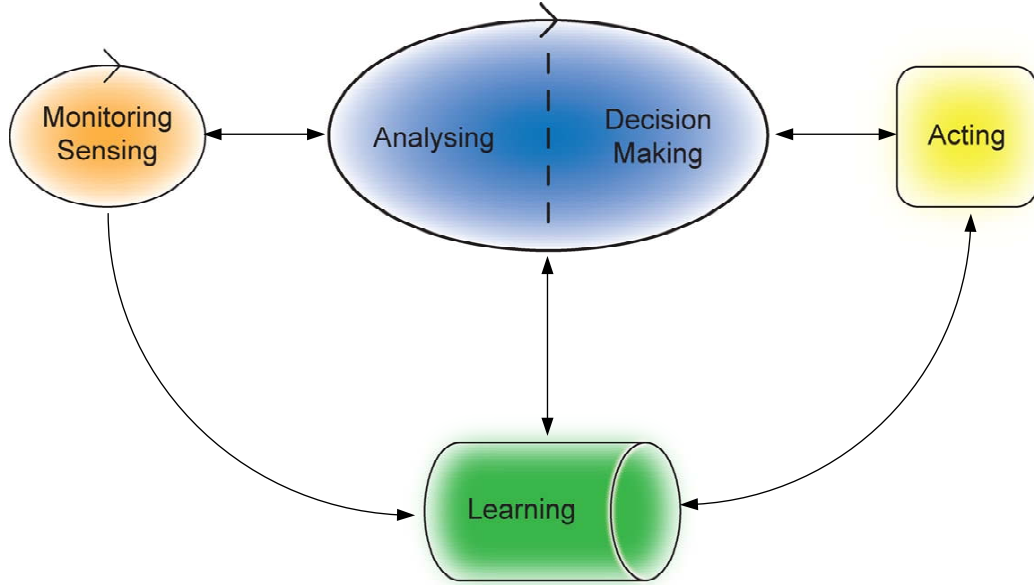 Monitoring
Sensing
Analysing
Decision
Making
Acting
Learning